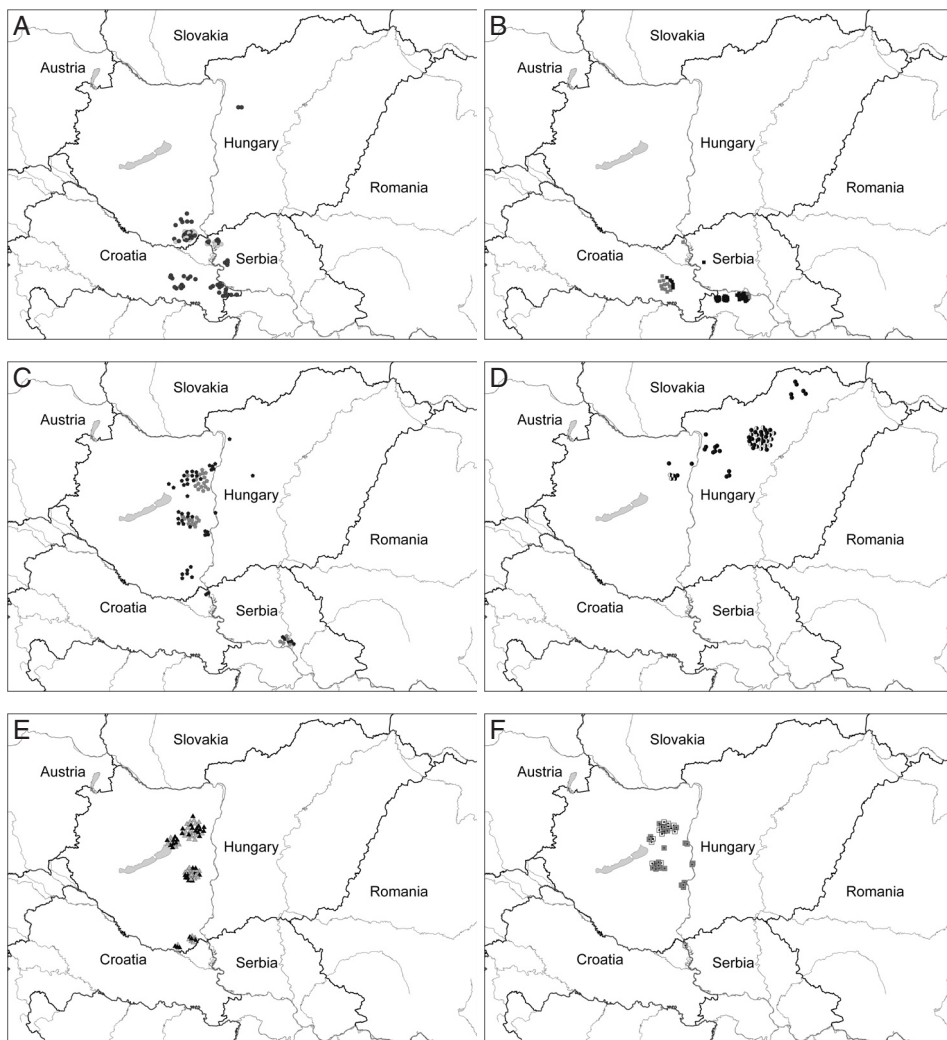 A
Slovakia
Austria
Hungary
Romania
Croatia
Serbia
B
Slovakia
Austria
Hungary
Romania
Croatia
Serbia
C
Slovakia
Austria
Hungary
Romania
Croatia
Serbia
D
Slovakia
Austria
Hungary
Romania
Croatia
Serbia
E
Slovakia
Austria
Hungary
Romania
Croatia
Serbia
F
Slovakia
Austria
Hungary
Romania
Croatia
Serbia